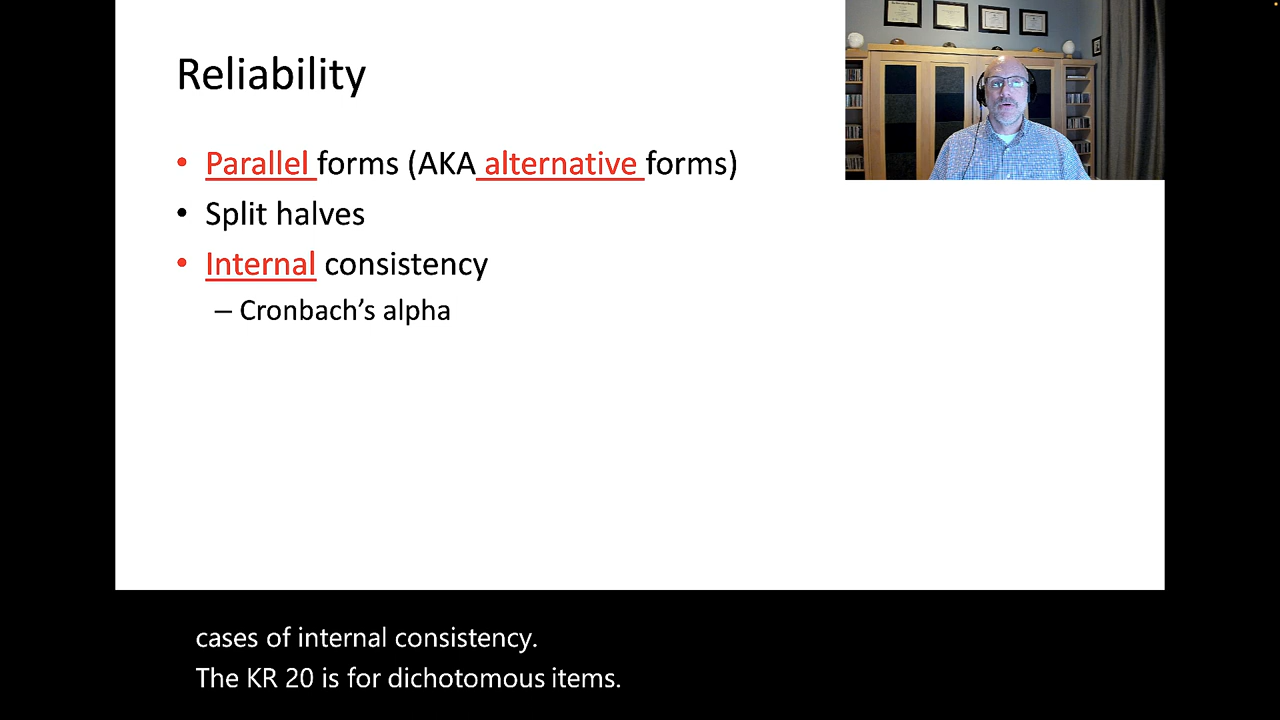 Reliability
• Parallel forms (AKA alternative forms)
• Split halves
• Internal consistency
– Cronbach’s alpha
cases of internal consistency.
The KR 20 is for dichotomous items.